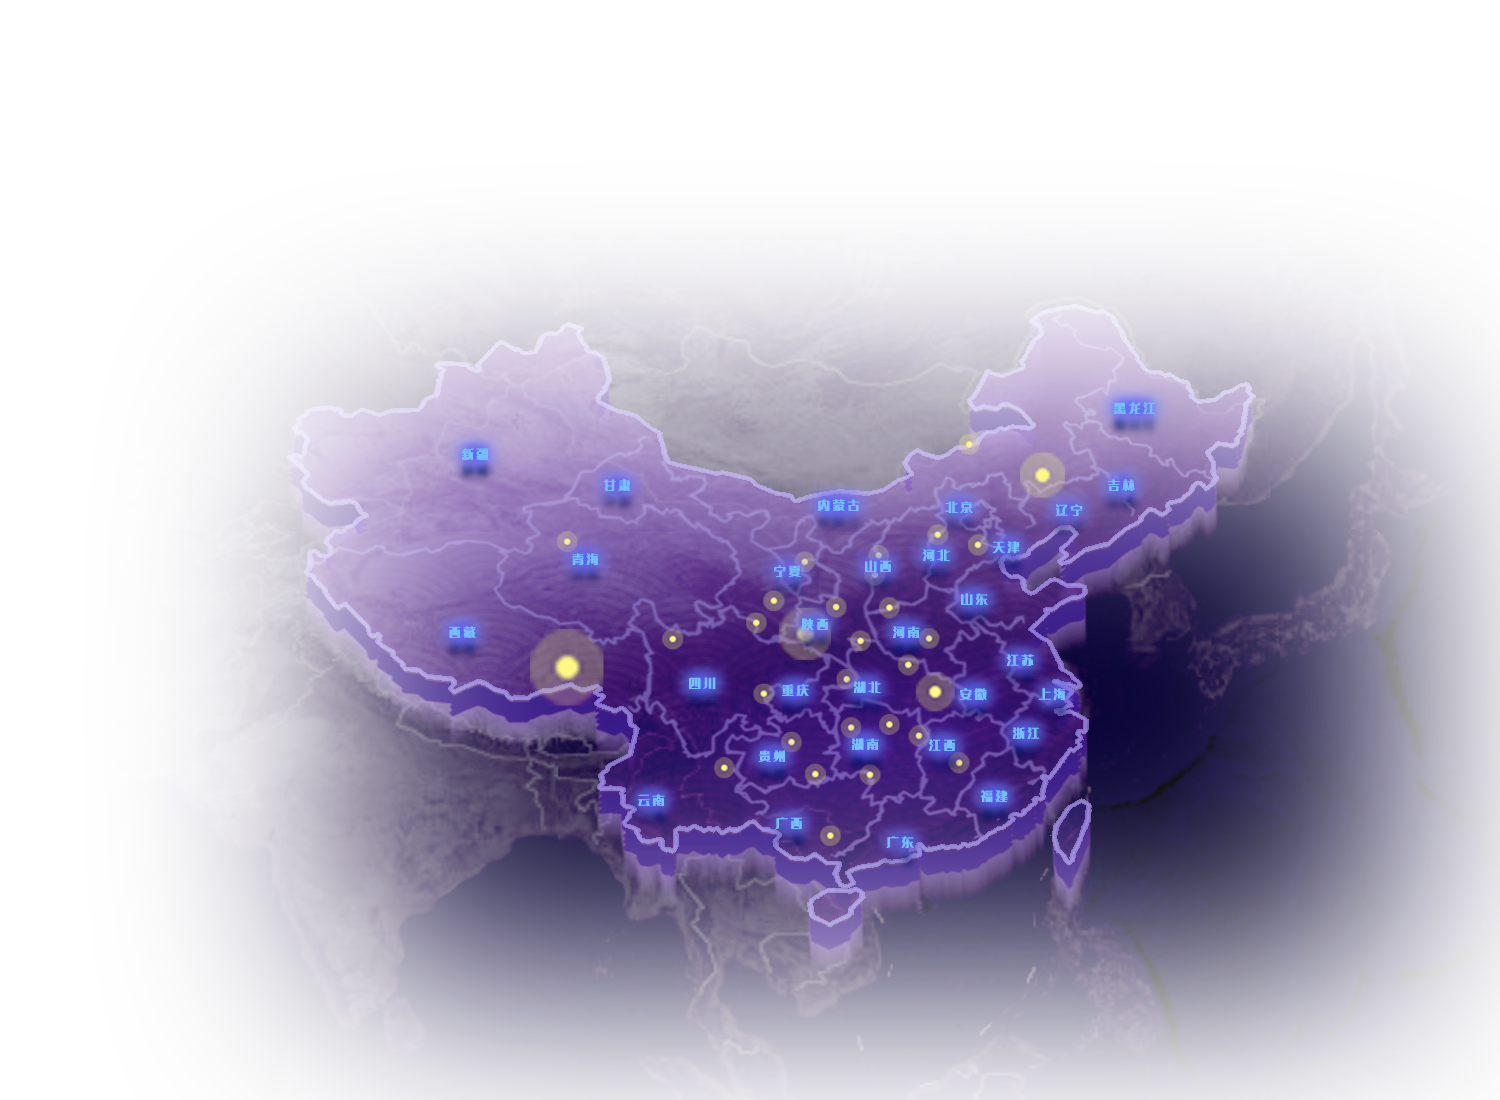 黑龙江
新疆
甘肃
吉林
内蒙古
北京
辽宁
天津
河北
青海
山西
宁夏
山东
陕西
河南
西藏
江苏
四川
湖北
重庆
安徽
上海
浙江
湖南
江西
贵州
福建
云南
广西
广东